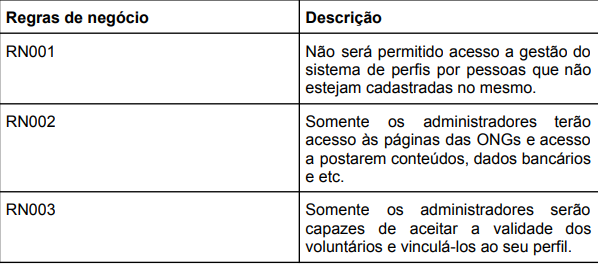 Regras de negócio
Descrição
RN001
Não será permitido acesso a gestão do
sistema de perfis por pessoas que não
estejam cadastradas no mesmo.
RN002
Somente os administradores terão
acesso às páginas das ONGs e acesso
a postarem conteúdos, dados bancários
e etc.
RN003
Somente os administradores serão
capazes de aceitar a validade dos
voluntários e vinculá-los ao seu perfil.